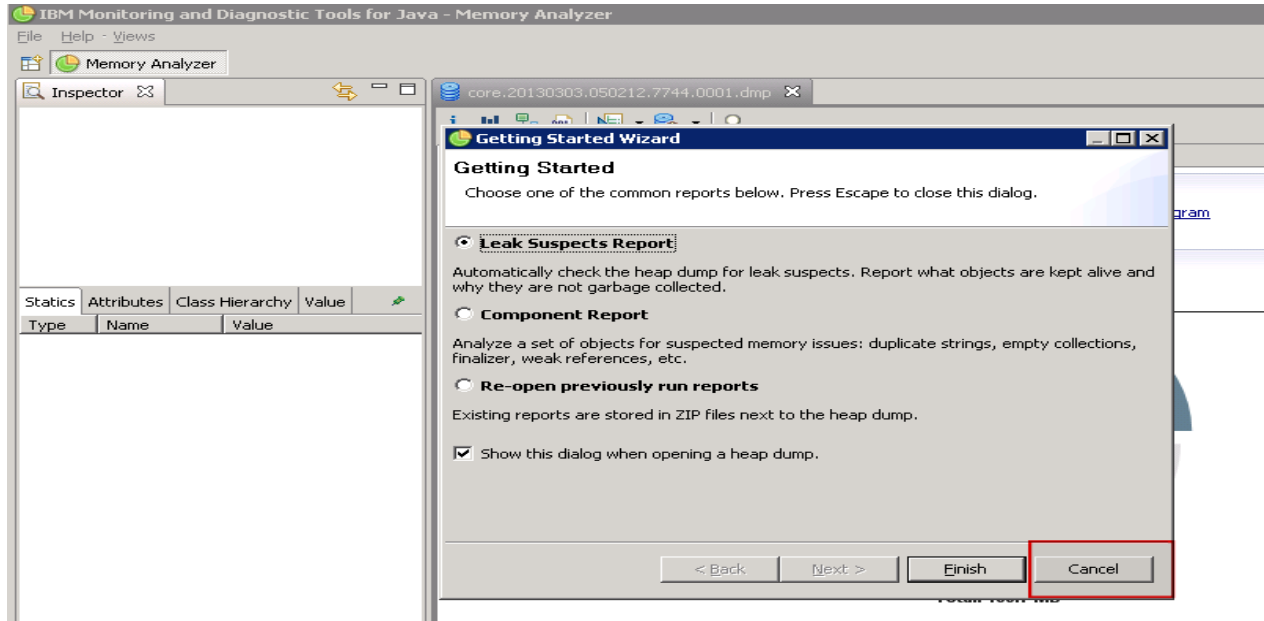 IBM Monitoring and Diagnostic Tools for Java - Memory Analyzer
File Help - Views
Memory Analyzer
Inspector
core.20130303.050212.7744.0001.dmp
Getting Started Wizard
Getting Started
Choose one of the common reports below. Press Escape to close this dialog.
gram
Leak Suspects Report
Automatically check the heap dump for leak suspects. Report what objects are kept alive and
why they are not garbage collected.
Statics Attributes Class Hierarchy Value
Type Name Value
Component Report
Analyze a set of objects for suspected memory issues: duplicate strings, empty collections,
finalizer, weak references, etc.
Re-open previously run reports
Existing reports are stored in ZIP files next to the heap dump.
Show this dialog when opening a heap dump.
< Back Next > Finish Cancel